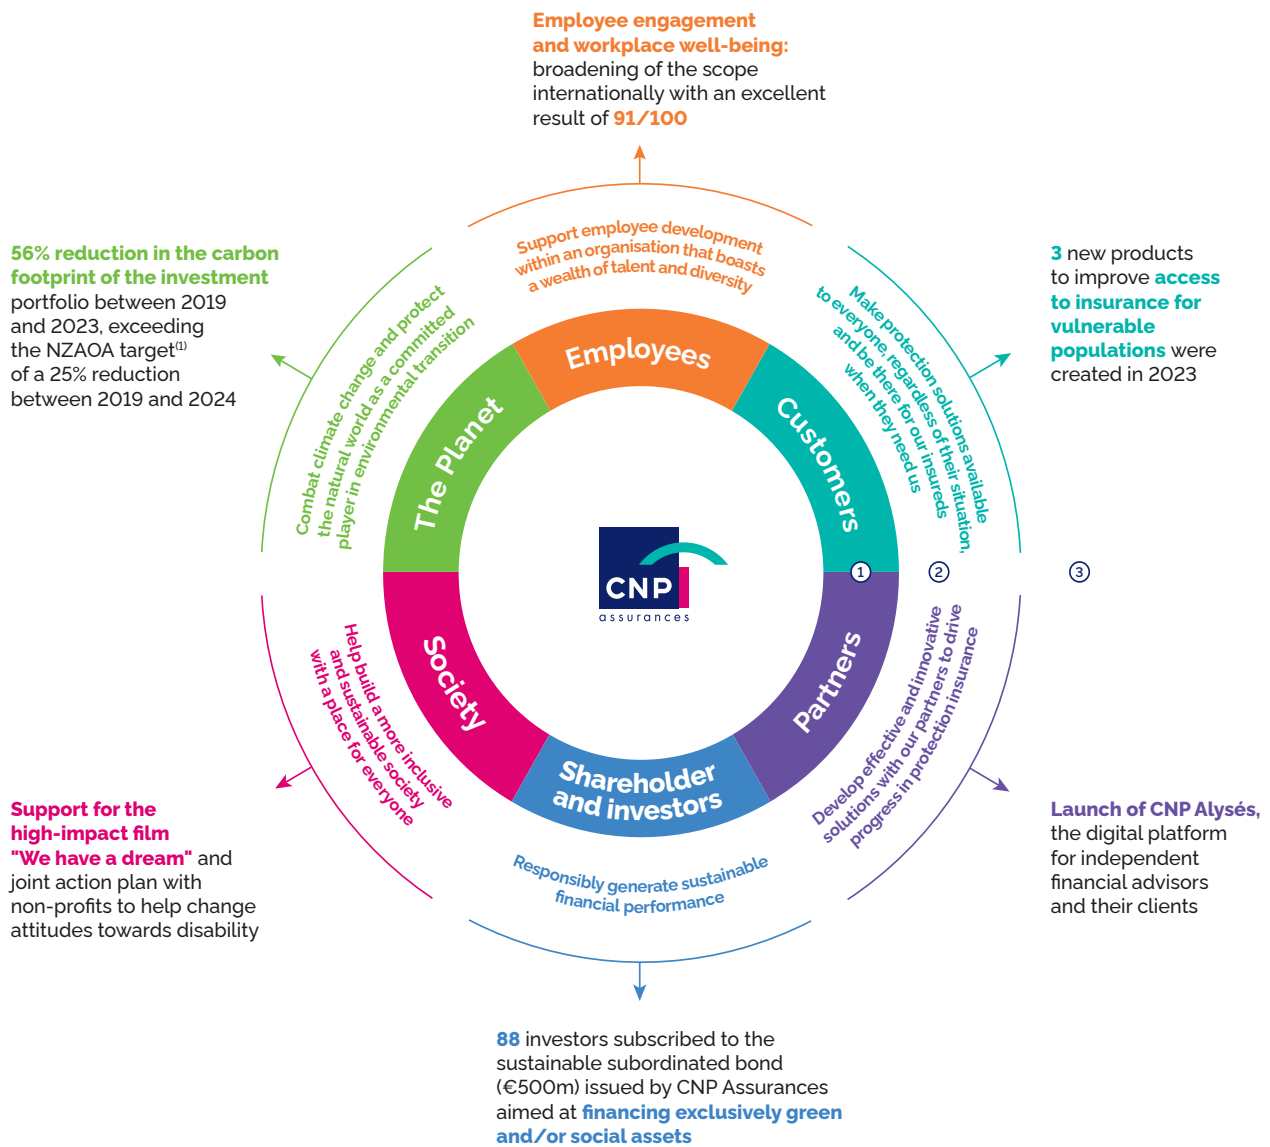 Employee engagement
and workplace well-being:
broadening of the scope
internationally with an excellent
result of 91/100
Support employee development
within an organisation that boasts
a wealth of talent and diversity
Employees
56% reduction in the carbon
footprint of the investment
portfolio between 2019
and 2023, exceeding
the NZAOA target(1)
of a 25% reduction
between 2019 and 2024
Combat climate change and protect
the natural world as a committed
player in environmental transition
The Planet
3 new products
to improve access
to insurance for
vulnerable
populations were
created in 2023
Make protection solutions available
to everyone, regardless of their situation,
and be there for our insureds
when they need us
Customers
1
2
3
CNP
assurances
Society
Help build a more inclusive
and sustainable society
with a place for everyone
Support for the
high-impact film
"We have a dream" and
joint action plan with
non-profits to help change
attitudes towards disability
Partners
Develop effective and innovative
solutions with our partners to drive
progress in protection insurance
Launch of CNP Alysés,
the digital platform
for independent
financial advisors
and their clients
Shareholder
and investors
Responsibly generate sustainable
financial performance
88 investors subscribed to the
sustainable subordinated bond
(€500m) issued by CNP Assurances
aimed at financing exclusively green
and/or social assets